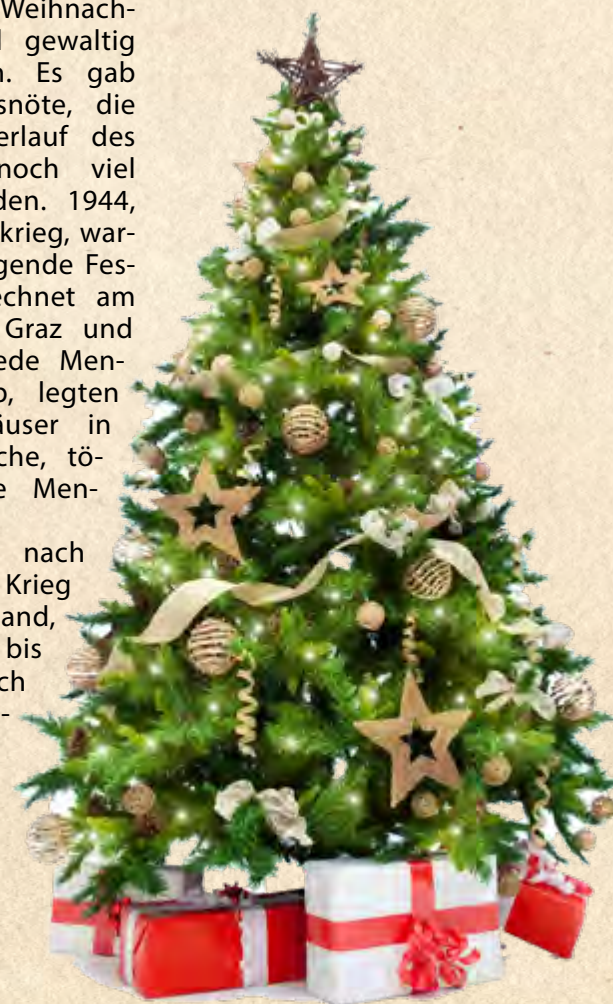 Weihnach-
gewaltig
Es gab
snöte, die
erlauf des
noch viel
den. 1944,
krieg, war-
gende Fes-
echnet am
Graz und
ede Men-
legten
äuser in
che, tö-
Men-
nach
Krieg
and,
bis
ch
-